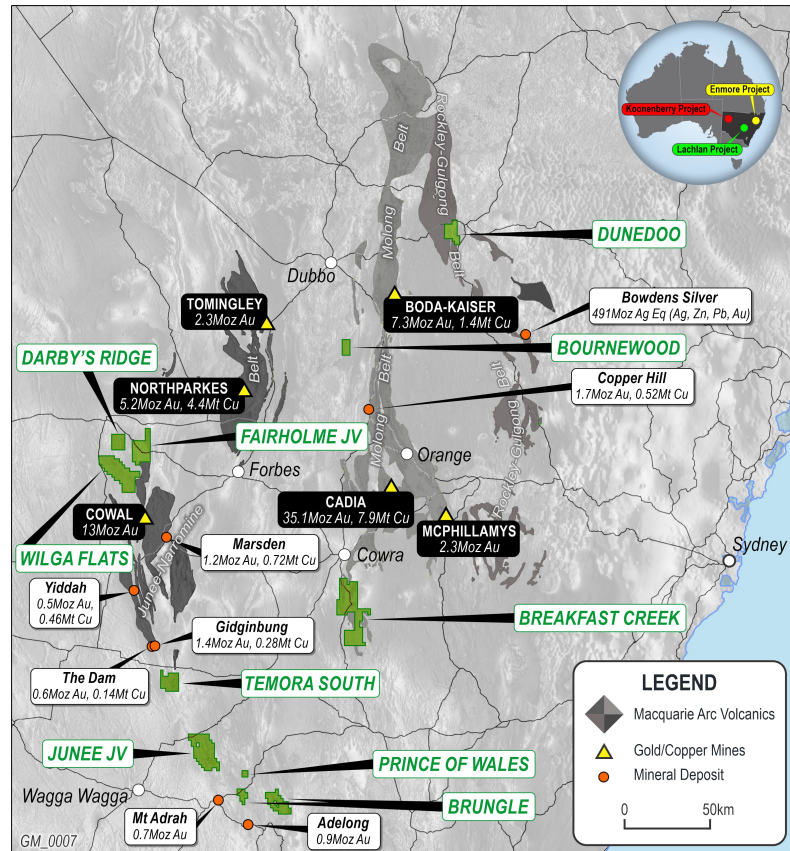 Enmore Project
Koonenberry Project
Lachlan Project
Rockley-Gulgong
Belt
Belt
Molong
DUNEDOO
Dubbo
TOMINGLEY
2.3Moz Au
BODA-KAISER
7.3Moz Au, 1.4Mt Cu
Bowdens Silver
491Moz Ag Eq (Ag, Zn, Pb, Au)
DARBY'S RIDGE
BOURNEWOOD
NORTHPARKES
5.2Moz Au, 4.4Mt Cu
Belt
Belt
Molong
Copper Hill
1.7Moz Au, 0.52Mt Cu
Belt
Rockley-Gulgong
FAIRHOLME JV
Orange
Forbes
COWAL
13Moz Au
CADIA
35.1Moz Au, 7.9Mt Cu
MCPHILLAMYS
2.3Moz Au
WILGA FLATS
Junee-Narromine
Marsden
1.2Moz Au, 0.72Mt Cu
Cowra
Sydney
Yiddah
0.5Moz Au,
0.46Mt Cu
Gidginbung
1.4Moz Au, 0.28Mt Cu
BREAKFAST CREEK
The Dam
0.6Moz Au, 0.14Mt Cu
TEMORA SOUTH
JUNEE JV
PRINCE OF WALES
Wagga Wagga
BRUNGLE
Mt Adrah
0.7Moz Au
Adelong
0.9Moz Au
LEGEND
Macquarie Arc Volcanics
Gold/Copper Mines
Mineral Deposit
0 50km
GM_0007